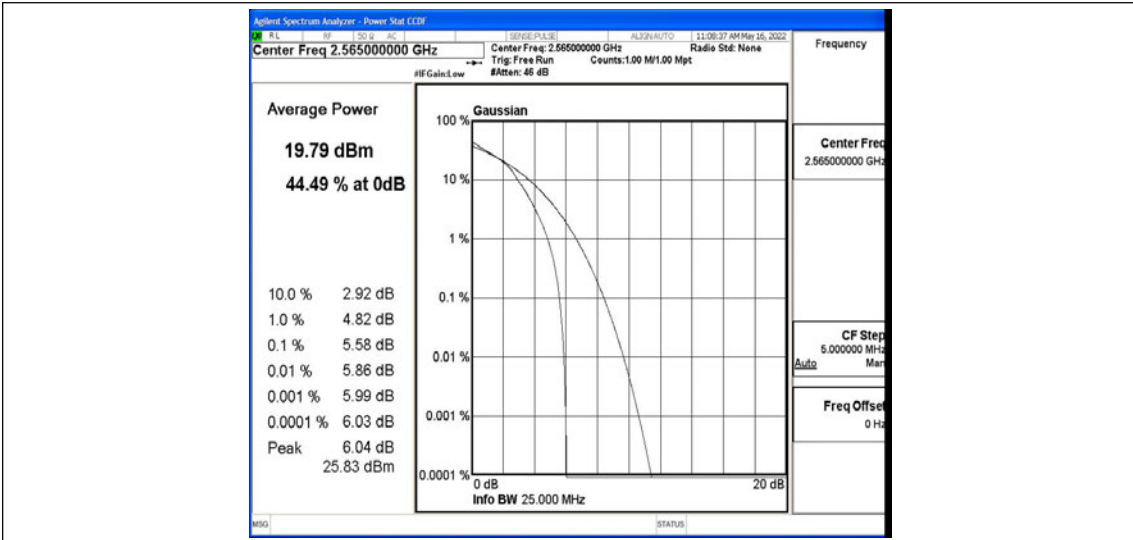 Agilent Spectrum Analyzer - Power Stat CCDF
RL RF 50 Ω AC SENSE:PULSE ALIGNAUTO 11:08:37 AM May 16, 2022
Center Freq 2.565000000 GHz
Center Freq: 2.565000000 GHz Radio Std: None
Trig: Free Run Counts:1.00 M/1.00 Mpt
#IFGain:Low #Atten: 46 dB
Frequency
Average Power
19.79 dBm
44.49 % at 0dB
10.0 % 2.92 dB
1.0 % 4.82 dB
0.1 % 5.58 dB
0.01 % 5.86 dB
0.001 % 5.99 dB
0.0001 % 6.03 dB
Peak 6.04 dB
25.83 dBm
Gaussian
100 %
10 %
1 %
0.1 %
0.01 %
0.001 %
0.0001 %
0 dB 20 dB
Info BW 25.000 MHz
Center Freq
2.565000000 GHz
CF Step
5.000000 MHz
Auto Man
Freq Offset
0 Hz
MSG STATUS